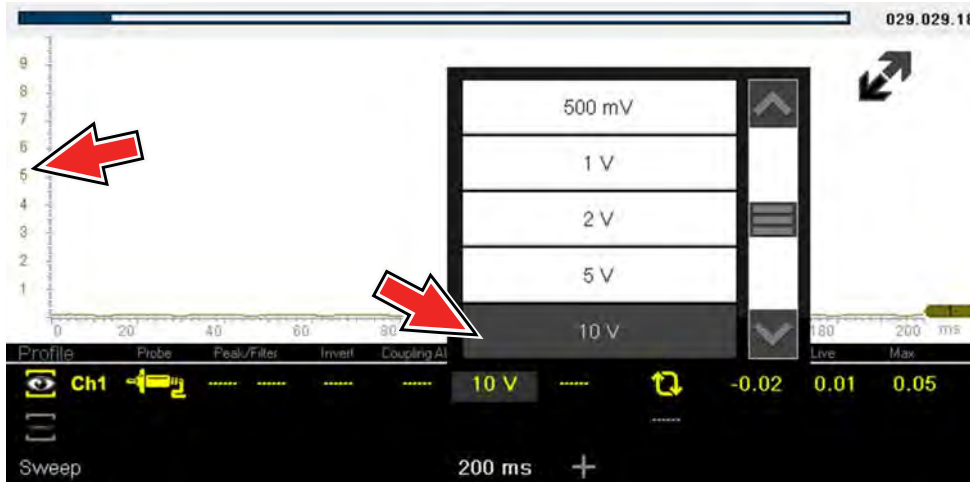 029.029.18
9
8
7
6
5
4
3
2
1
500 mV
1 V
2 V
5 V
10 V
0 20 40 60 80 180 200 ms
Profile Probe Peak/Filter Invert Coupling Live Max
Ch1 ------ ------ ------ ------ 10 V ------ -0.02 0.01 0.05
------
Sweep 200 ms +